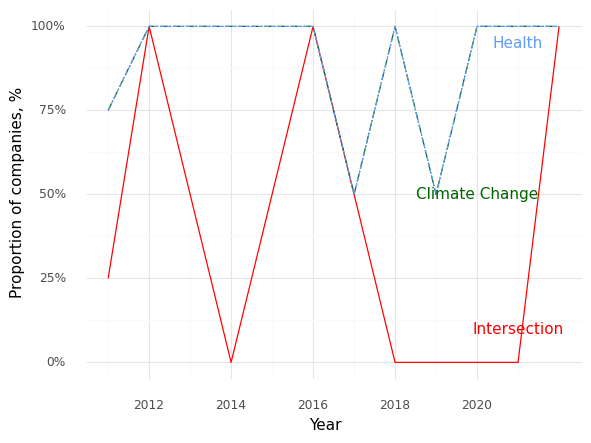 100%
Health
75%
Proportion of companies, %
50%
Climate Change
25%
Intersection
0%
2012 2014 2016 2018 2020
Year